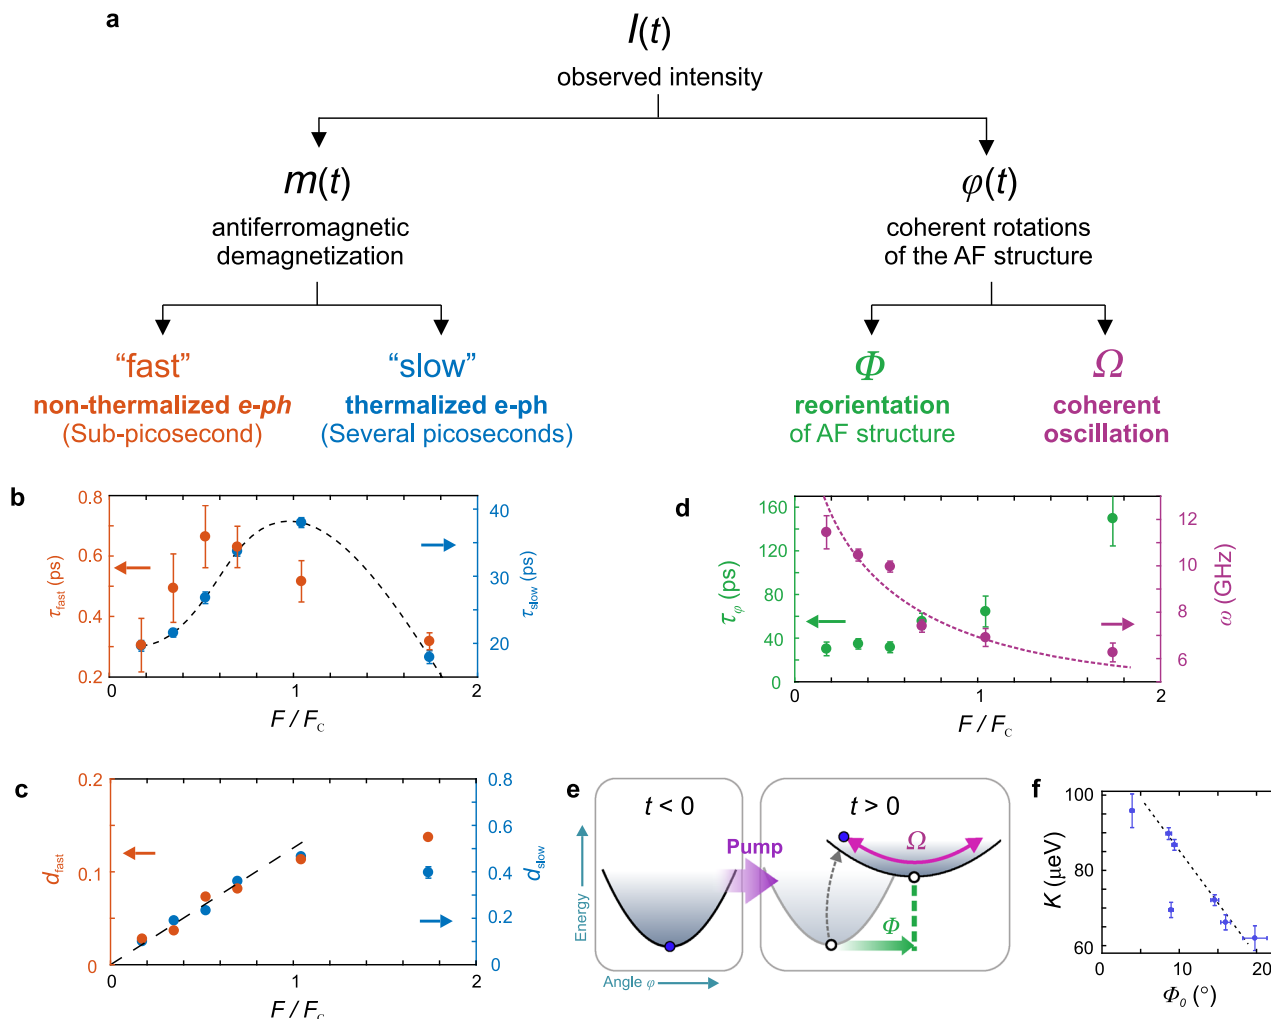 a
I(t)
observed intensity
m(t)
φ(t)
antiferromagnetic
demagnetization
coherent rotations
of the AF structure
“fast”
“slow”
Φ
Ω
non-thermalized e-ph
(Sub-picosecond)
thermalized e-ph
(Several picoseconds)
reorientation
of AF structure
coherent
oscillation
b
0.8
0.6
0.4
0.2
τfast (ps)
40
30
20
τslow (ps)
0
1
2
F / Fc
d
160
120
80
40
0
τφ (ps)
12
10
8
6
ω (GHz)
0
1
2
F / Fc
c
0.2
0.1
0
dfast
0.8
0.6
0.4
0.2
0
dslow
0
1
2
F / Fc
e
t < 0
t > 0
Pump
Ω
Φ
Energy
Angle φ
f
100
80
60
K (μeV)
0
10
20
Φ0 (°)